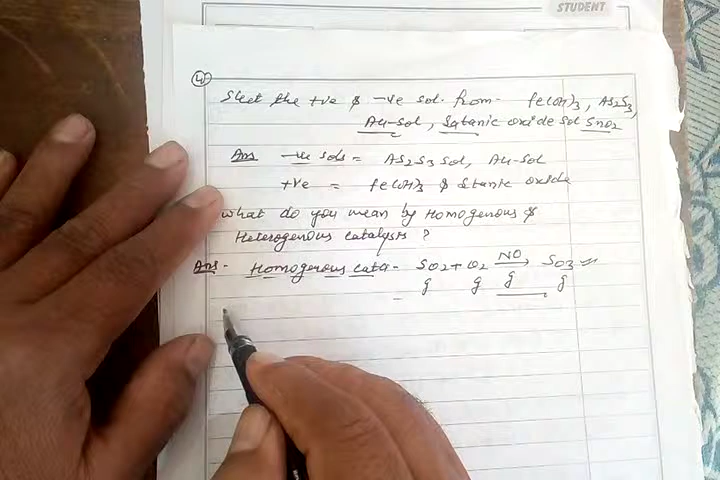 STUDENT
4
Slect the +ve & -ve sol. from - Fe(OH)3, AS2S3,
Au-sol, Satanic oxide sol SnO2
Ans -ve sols = AS2S3 sol, Au-sol
+ve = Fe(OH)3 & Stanic oxide
What do you mean by Homogenous &
Heterogenous catalysts ?
Ans - Homogenous cata - SO2 + O2 NO→ SO3
g g g g